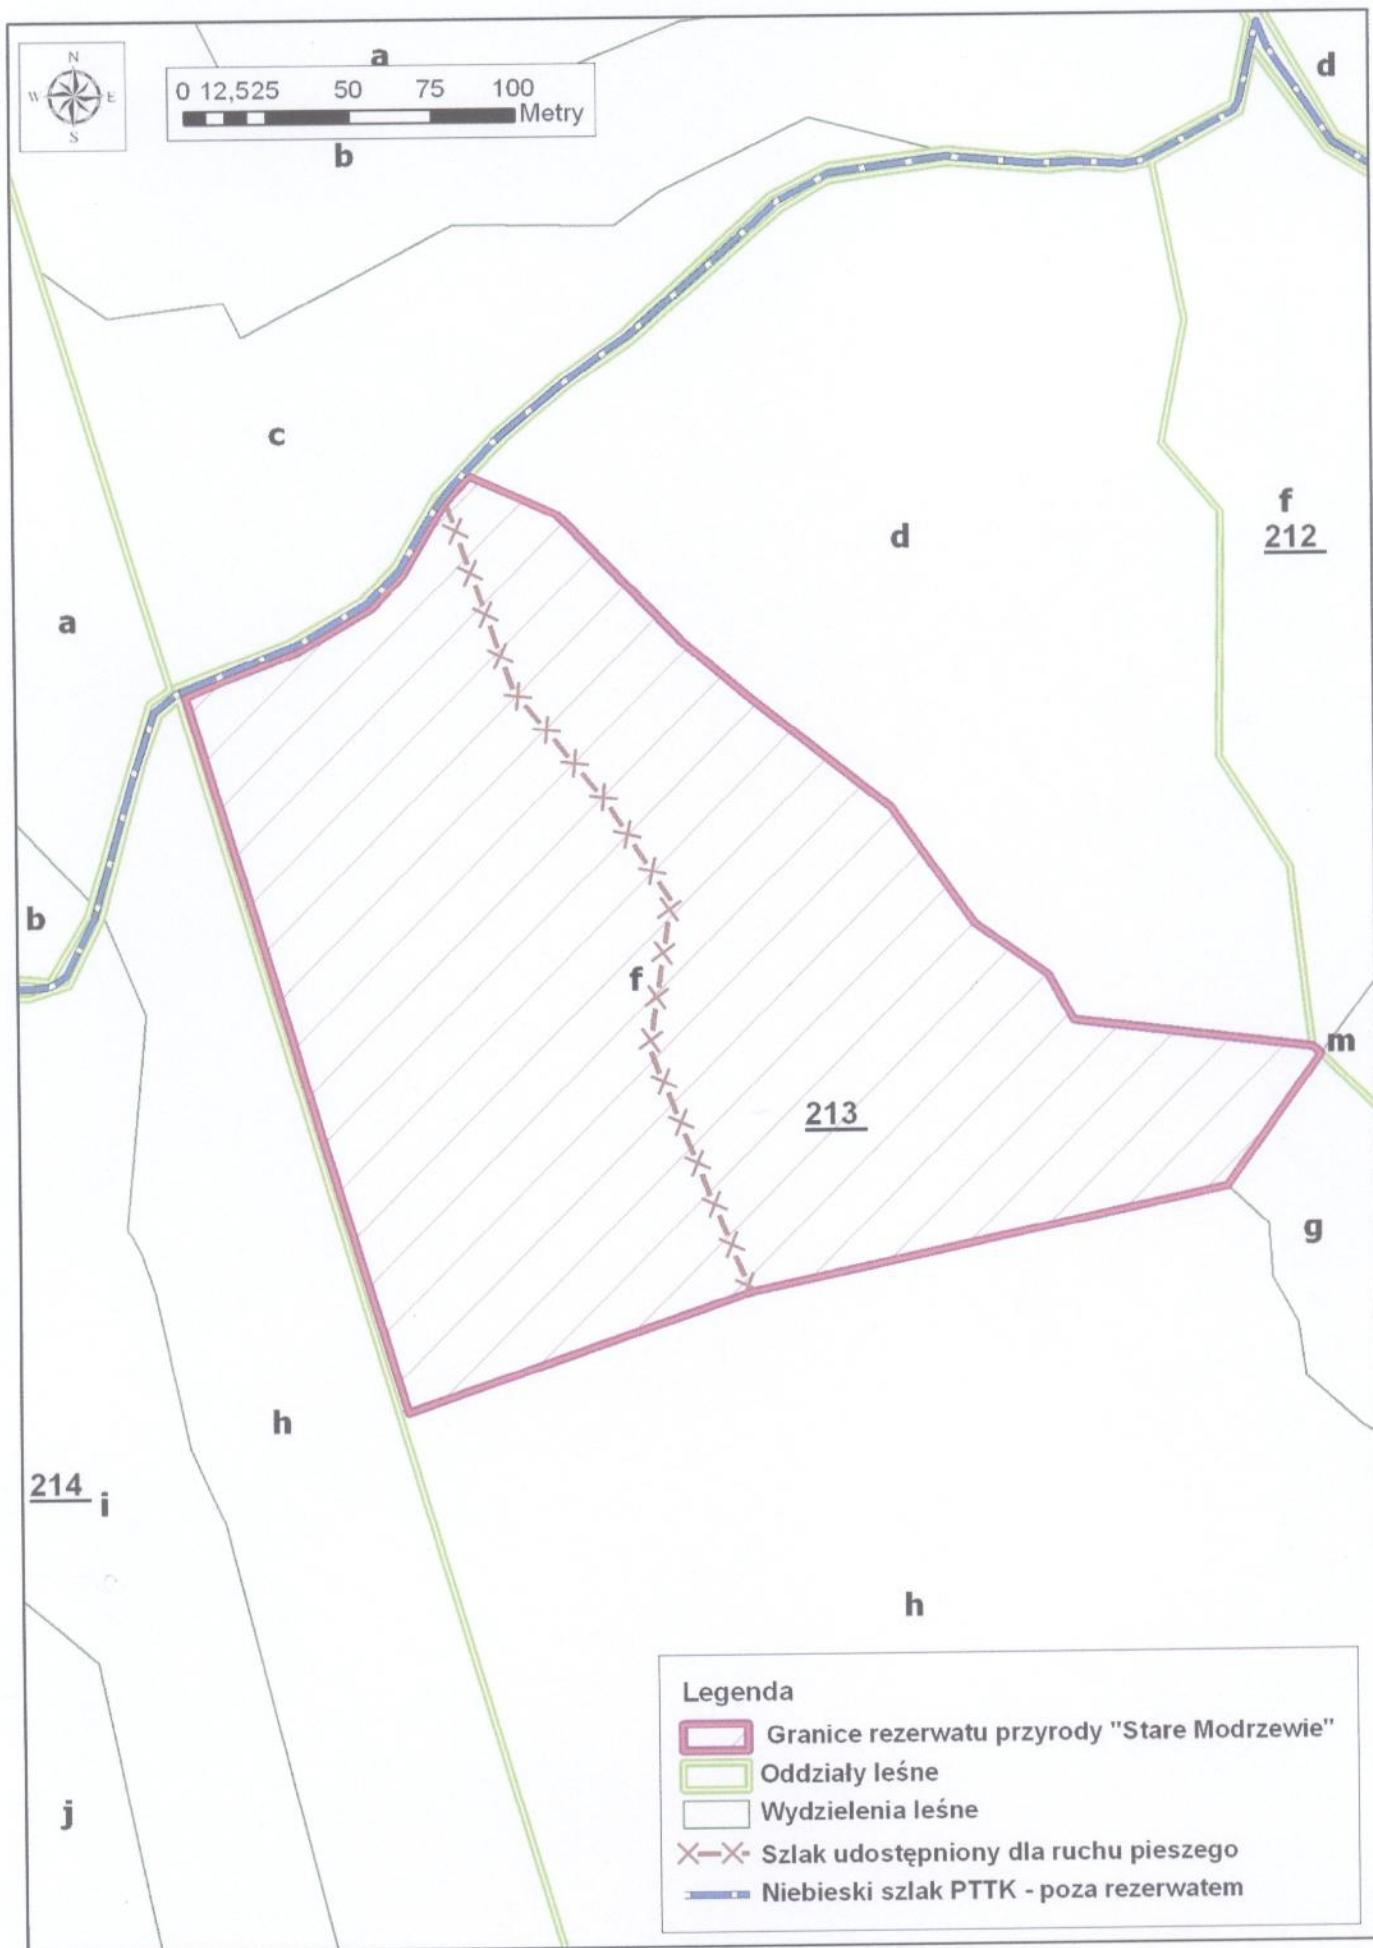 a
d
N
W E
S
0 12,525 50 75 100
Metry
b
c
f
212
d
a
b
f
m
213
g
h
214
i
h
j
Legenda
Granice rezerwatu przyrody "Stare Modrzewie"
Oddziały leśne
Wydzielenia leśne
Szlak udostępniony dla ruchu pieszego
Niebieski szlak PTTK - poza rezerwatem